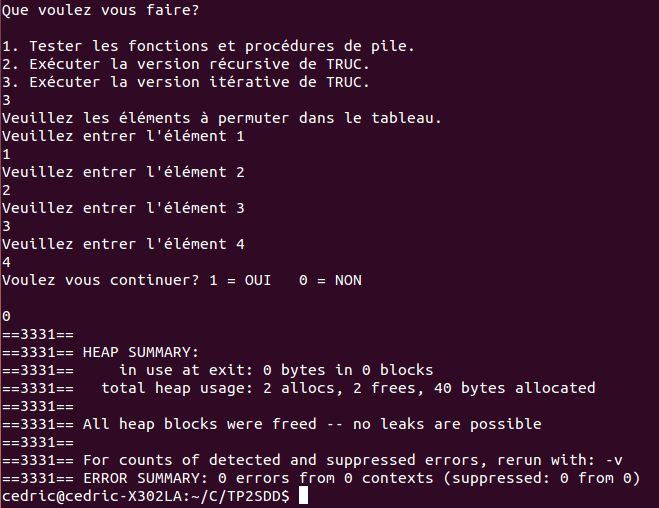 Que voulez vous faire?
1. Tester les fonctions et procédures de pile.
2. Exécuter la version récursive de TRUC.
3. Exécuter la version itérative de TRUC.
3
Veuillez les éléments à permuter dans le tableau.
Veuillez entrer l'élément 1
1
Veuillez entrer l'élément 2
2
Veuillez entrer l'élément 3
3
Veuillez entrer l'élément 4
4
Voulez vous continuer? 1 = OUI   0 = NON
0
==3331==
==3331== HEAP SUMMARY:
==3331==     in use at exit: 0 bytes in 0 blocks
==3331==   total heap usage: 2 allocs, 2 frees, 40 bytes allocated
==3331==
==3331== All heap blocks were freed -- no leaks are possible
==3331==
==3331== For counts of detected and suppressed errors, rerun with: -v
==3331== ERROR SUMMARY: 0 errors from 0 contexts (suppressed: 0 from 0)
cedric@cedric-X302LA:~/C/TP2SDD$